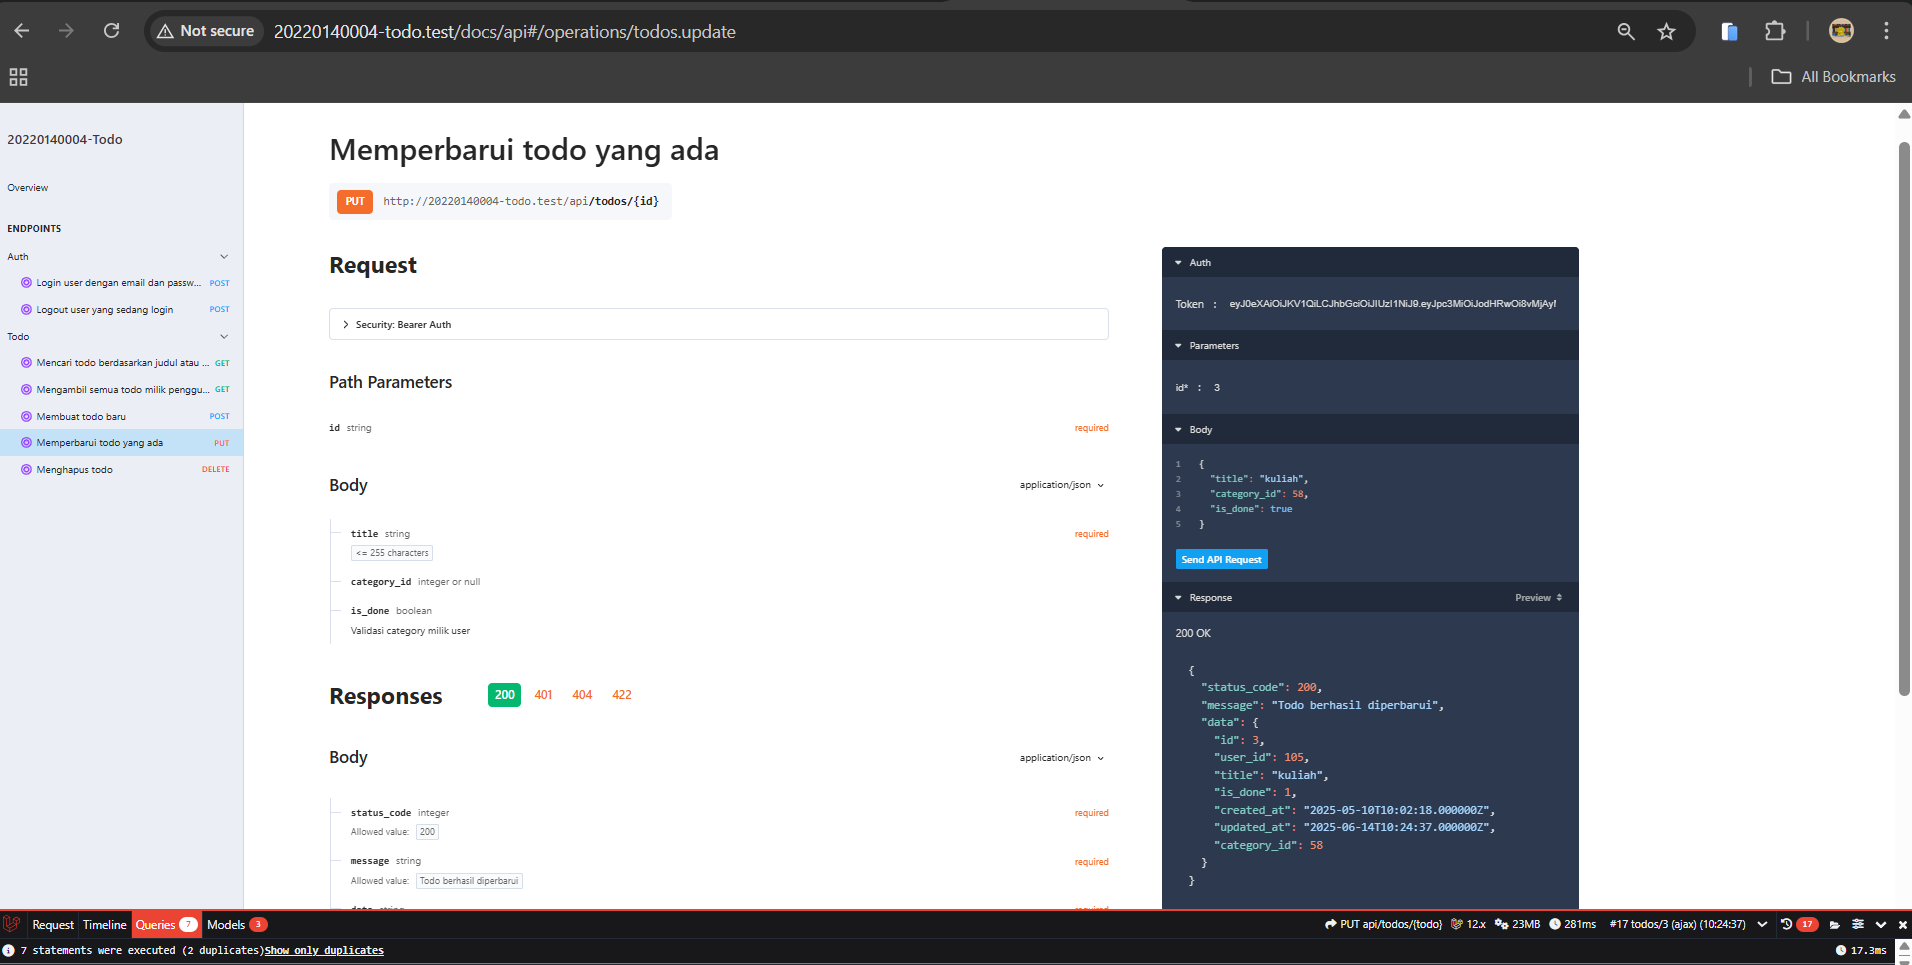 Not secure
20220140004-todo.test/docs/api#/operations/todos.update
All Bookmarks
20220140004-Todo
Overview
ENDPOINTS
Auth
Login user dengan email dan passw... POST
Logout user yang sedang login POST
Todo
Mencari todo berdasarkan judul atau ... GET
Mengambil semua todo milik penggu... GET
Membuat todo baru POST
Memperbarui todo yang ada PUT
Menghapus todo DELETE
Memperbarui todo yang ada
PUT http://20220140004-todo.test/api/todos/{id}
Request
Security: Bearer Auth
Path Parameters
id string required
Body application/json
title string required
<= 255 characters
category_id integer or null
is_done boolean
Validasi category milik user
Responses 200 401 404 422
Body application/json
status_code integer required
Allowed value: 200
message string required
Allowed value: Todo berhasil diperbarui
Auth
Token :
Parameters
id* : 3
Body
1 {
2 "title": "kuliah",
3 "category_id": 58,
4 "is_done": true
5 }
Send API Request
Response Preview
200 OK
{
"status_code": 200,
"message": "Todo berhasil diperbarui",
"data": {
"id": 3,
"user_id": 105,
"title": "kuliah",
"is_done": 1,
"created_at": "2025-05-10T10:02:18.000000Z",
"updated_at": "2025-06-14T10:24:37.000000Z",
"category_id": 58
}
}
Request Timeline Queries 7 Models 3 PUT api/todos/{todo} 12.x 23MB 281ms #17 todos/3 (ajax) (10:24:37) 17
7 statements were executed (2 duplicates)Show only duplicates 17.3ms